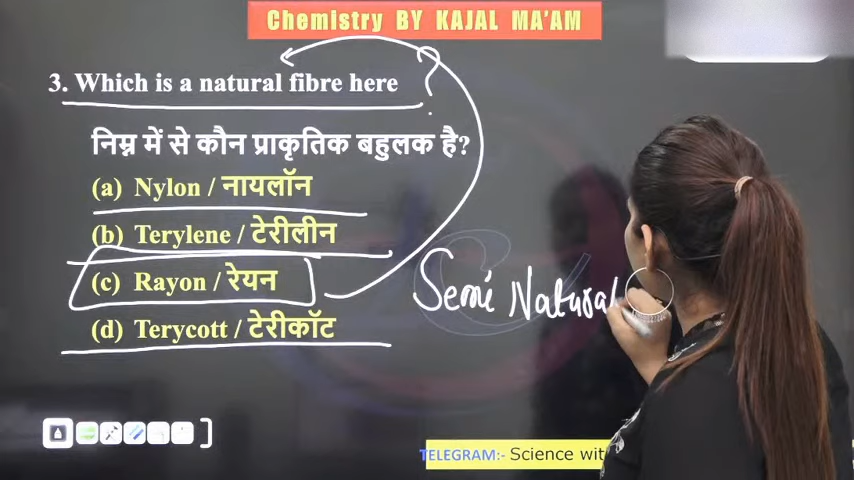 Chemistry BY KAJAL MA'AM
3. Which is a natural fibre here ?
निम्न में से कौन प्राकृतिक बहुलक है?
(a) Nylon / नायलॉन
(b) Terylene / टेरीलीन
(c) Rayon / रेयन
Semi Natural
(d) Terycott / टेरीकॉट
TELEGRAM:- Science wit